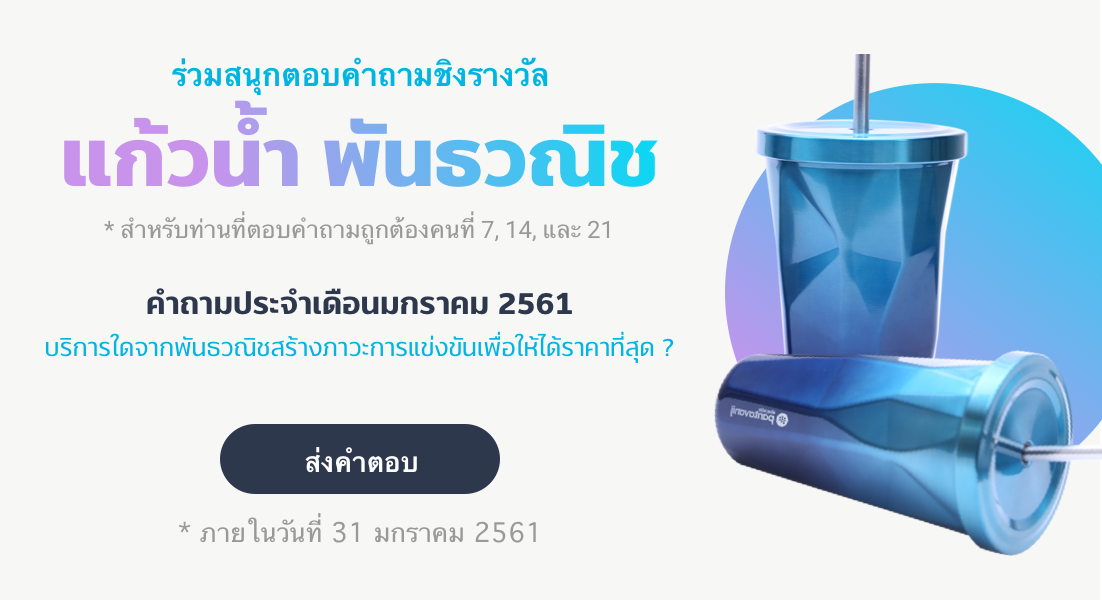 ร่วมสนุกตอบคำถามชิงรางวัล
แก้วน้ำ พันธวณิช
* สำหรับท่านที่ตอบคำถามถูกต้องคนที่ 7, 14, และ 21
คำถามประจำเดือนมกราคม 2561
บริการใดจากพันธวณิชสร้างภาวะการแข่งขันเพื่อให้ได้ราคาที่สุด ?
pantavanij
ส่งคำตอบ
* ภายในวันที่ 31 มกราคม 2561